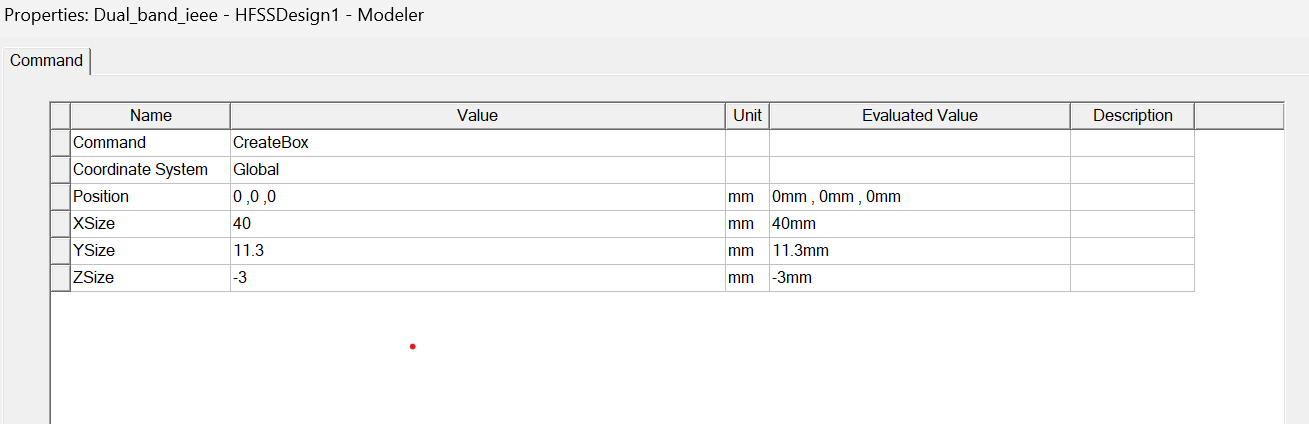 Properties: Dual_band_ieee - HFSSDesign1 - Modeler
Command
Name Value Unit Evaluated Value Description
Command CreateBox
Coordinate System Global
Position 0 ,0 ,0 mm 0mm , 0mm , 0mm
XSize 40 mm 40mm
YSize 11.3 mm 11.3mm
ZSize -3 mm -3mm